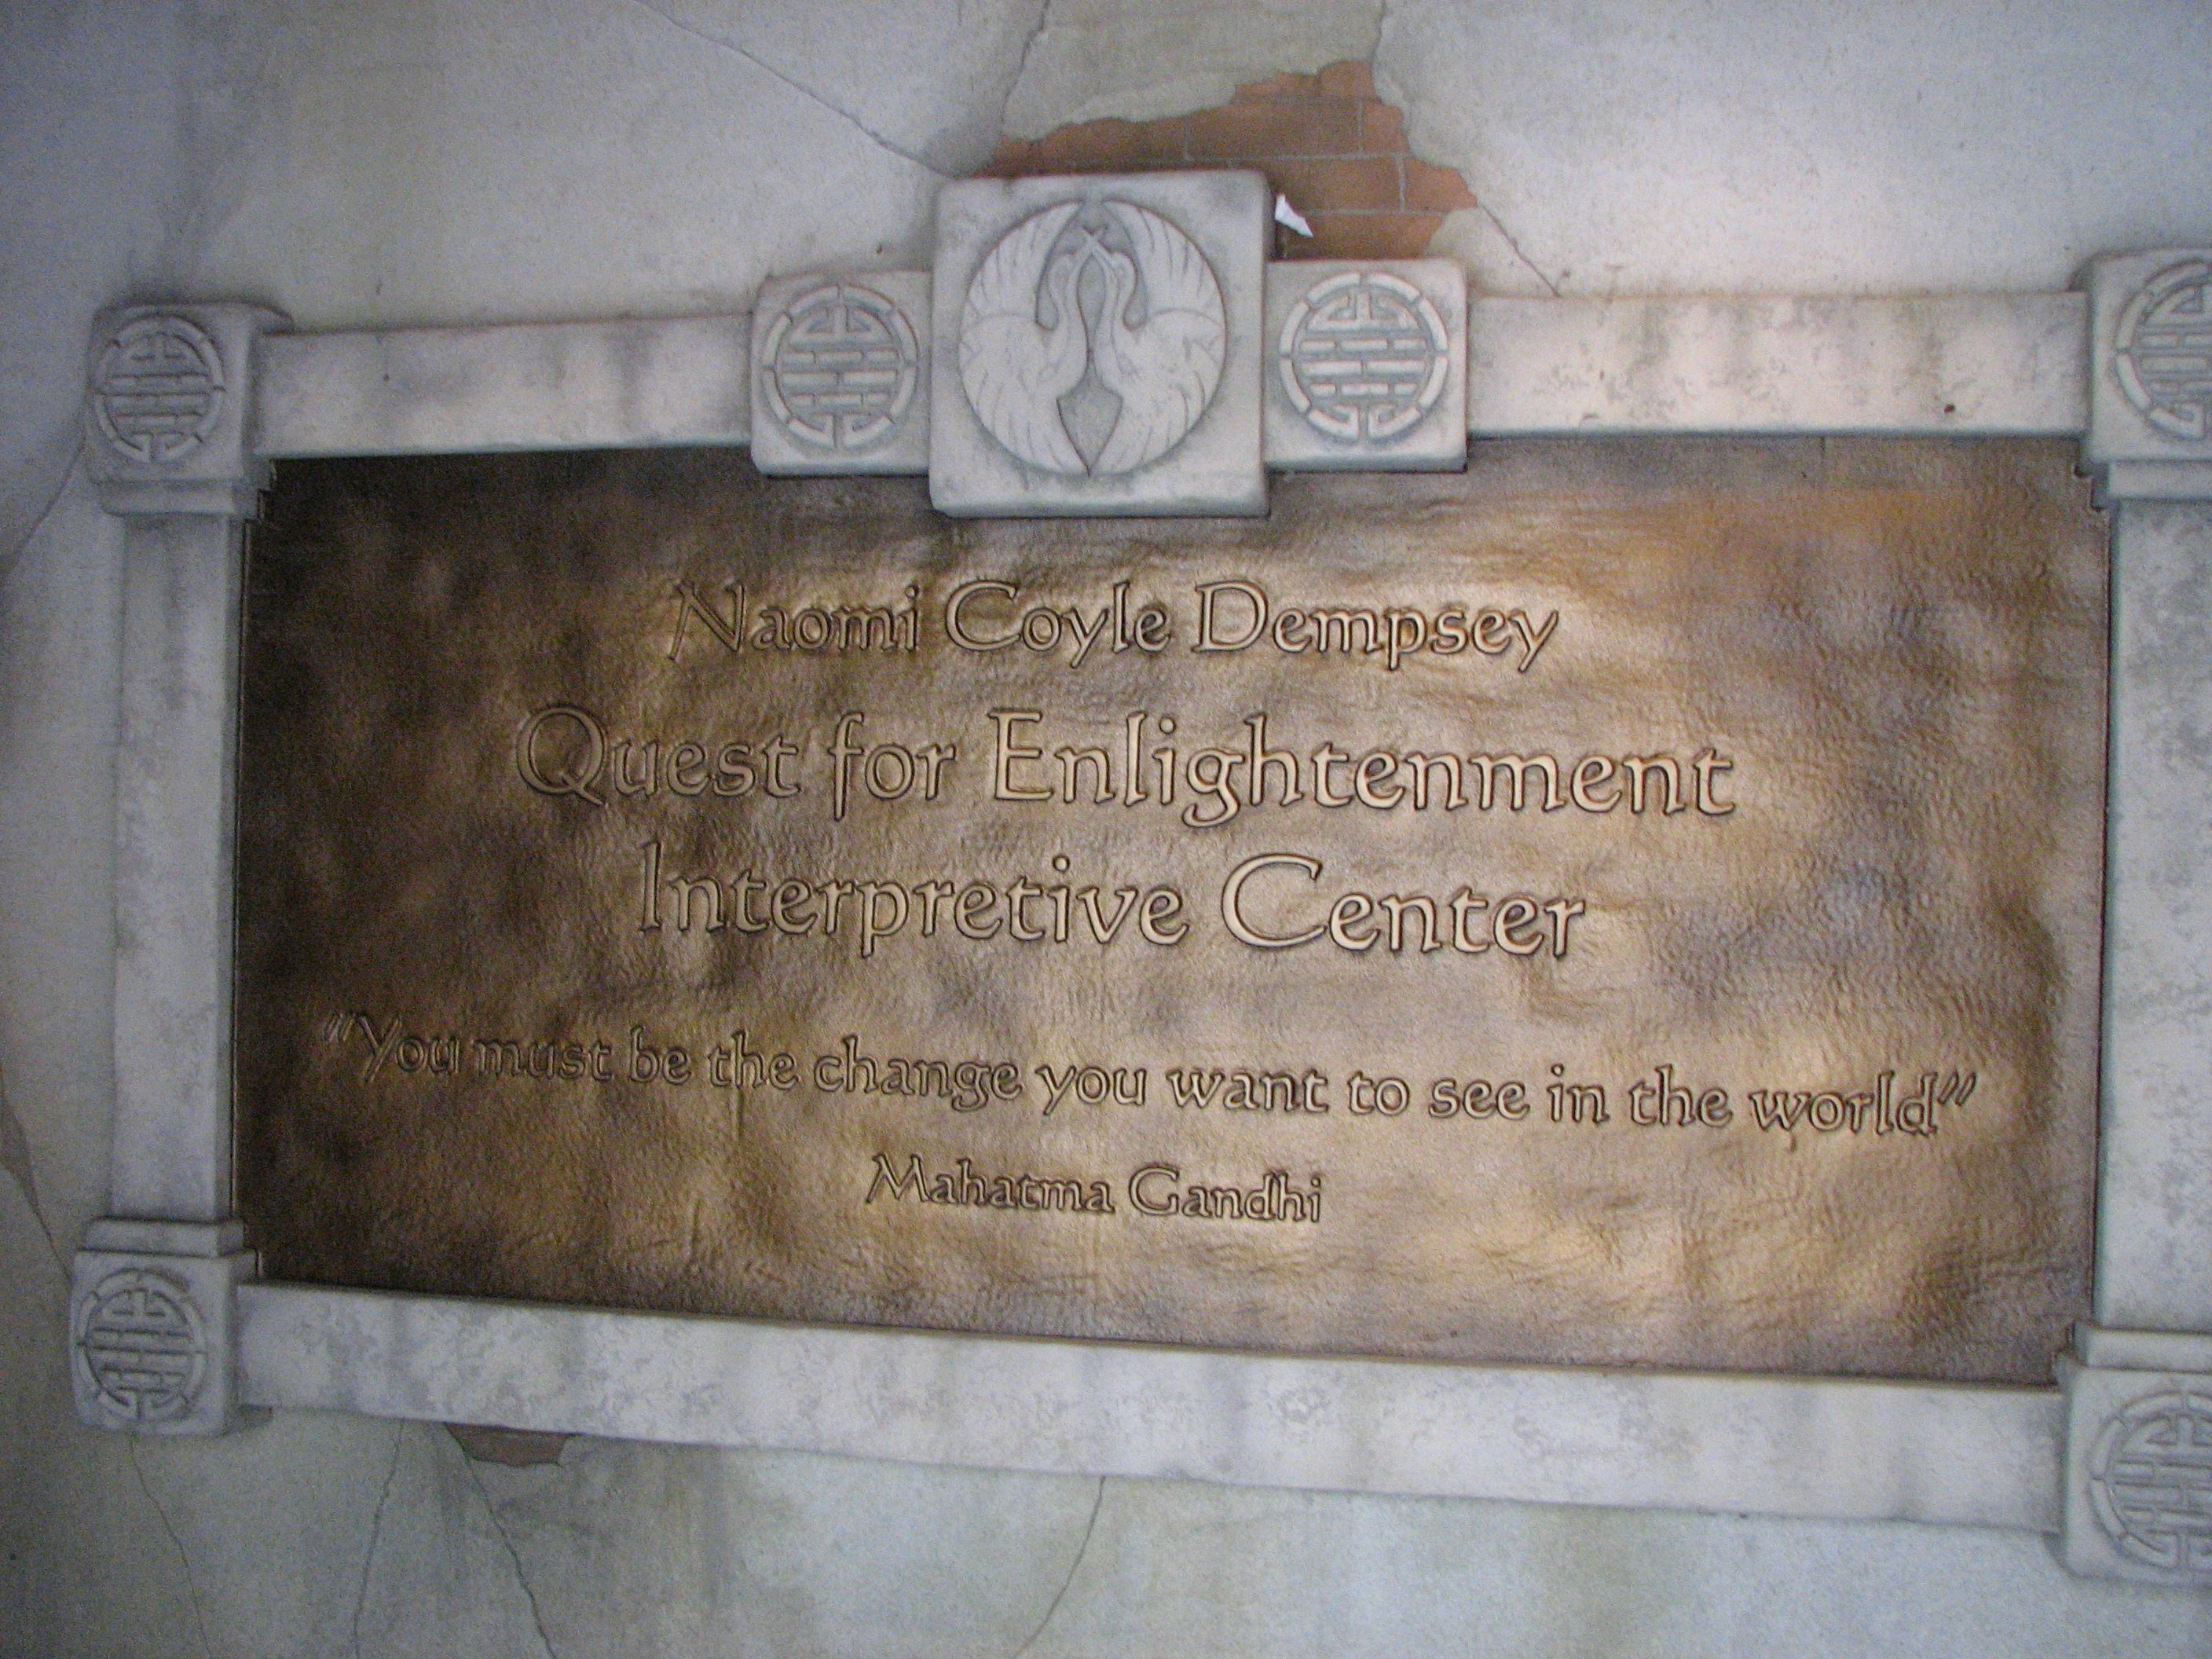 Naomi Coyle Dempsey
Quest for Enlightenment
Interpretive Center
"You must be the change you want to see in the world"
Mahatma Gandhi